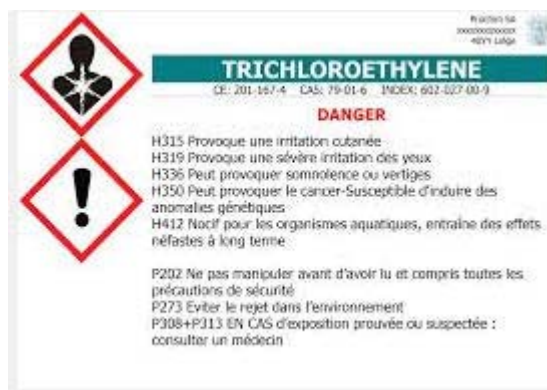 TRICHLOROETHYLENE
CE: 201-167-4 CAS: 79-01-6 INDEX: 602-027-00-9
DANGER
H315 Provoque une irritation cutanée
H319 Provoque une sévère irritation des yeux
H336 Peut provoquer somnolence ou vertiges
H350 Peut provoquer le cancer-Susceptible d'induire des
anomalies génétiques
H412 Nocif pour les organismes aquatiques, entraîne des effets
néfastes à long terme
P202 Ne pas manipuler avant d'avoir lu et compris toutes les
précautions de sécurité
P273 Eviter le rejet dans l'environnement
P308+P313 EN CAS d'exposition prouvée ou suspectée :
consulter un médecin